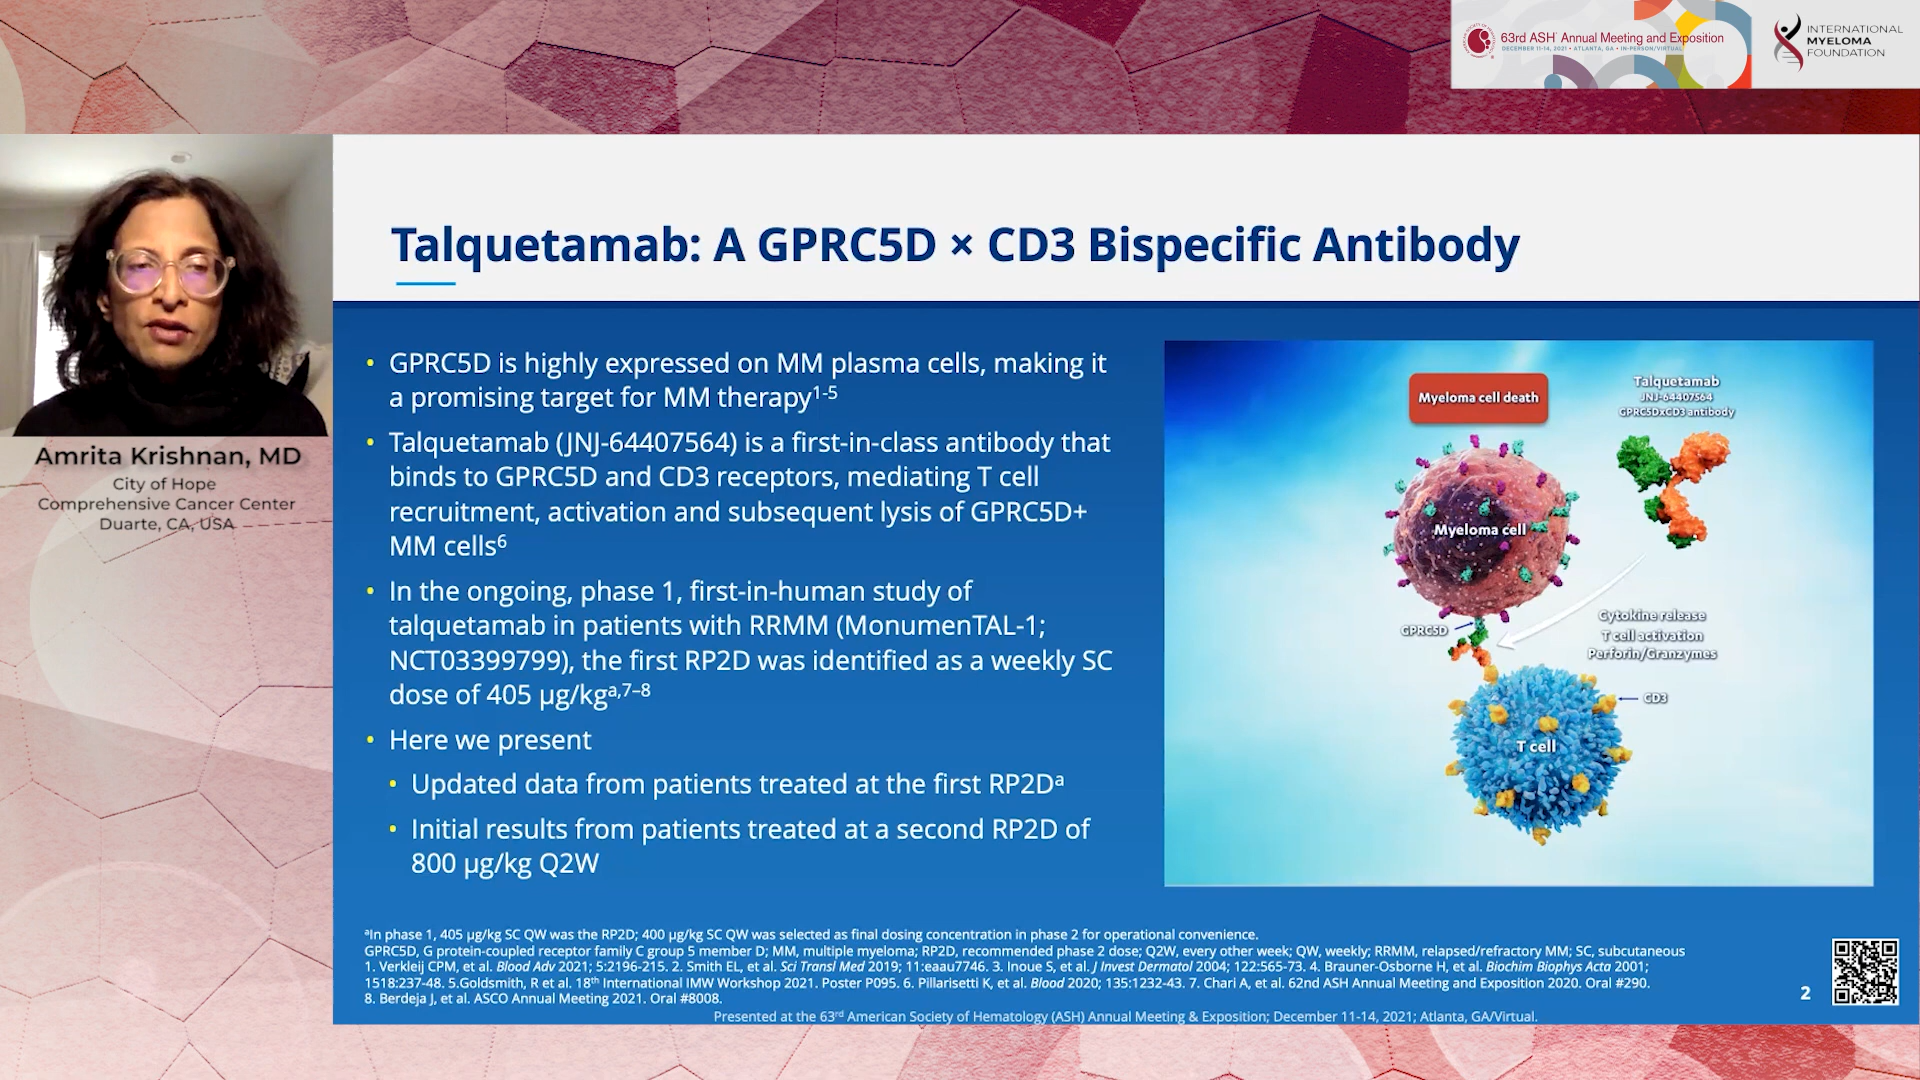 63rd ASH® Annual Meeting and Exposition
DECEMBER 11-14, 2021 • ATLANTA, GA • IN-PERSON/VIRTUAL
INTERNATIONAL
MYELOMA
FOUNDATION
Amrita Krishnan, MD
City of Hope
Comprehensive Cancer Center
Duarte, CA, USA
Talquetamab: A GPRC5D × CD3 Bispecific Antibody
• GPRC5D is highly expressed on MM plasma cells, making it
a promising target for MM therapy1-5
• Talquetamab (JNJ-64407564) is a first-in-class antibody that
binds to GPRC5D and CD3 receptors, mediating T cell
recruitment, activation and subsequent lysis of GPRC5D+
MM cells6
• In the ongoing, phase 1, first-in-human study of
talquetamab in patients with RRMM (MonumenTAL-1;
NCT03399799), the first RP2D was identified as a weekly SC
dose of 405 µg/kga,7–8
• Here we present
• Updated data from patients treated at the first RP2Da
• Initial results from patients treated at a second RP2D of
800 µg/kg Q2W
Myeloma cell death
Talquetamab
JNJ-64407564
GPRC5DxCD3 antibody
Myeloma cell
GPRC5D
Cytokine release
T cell activation
Perforin/Granzymes
CD3
T cell
aIn phase 1, 405 µg/kg SC QW was the RP2D; 400 µg/kg SC QW was selected as final dosing concentration in phase 2 for operational convenience.
GPRC5D, G protein-coupled receptor family C group 5 member D; MM, multiple myeloma; RP2D, recommended phase 2 dose; Q2W, every other week; QW, weekly; RRMM, relapsed/refractory MM; SC, subcutaneous
1. Verkleij CPM, et al. Blood Adv 2021; 5:2196-215. 2. Smith EL, et al. Sci Transl Med 2019; 11:eaau7746. 3. Inoue S, et al. J Invest Dermatol 2004; 122:565-73. 4. Brauner-Osborne H, et al. Biochim Biophys Acta 2001;
1518:237-48. 5.Goldsmith, R et al. 18th International IMW Workshop 2021. Poster P095. 6. Pillarisetti K, et al. Blood 2020; 135:1232-43. 7. Chari A, et al. 62nd ASH Annual Meeting and Exposition 2020. Oral #290.
8. Berdeja J, et al. ASCO Annual Meeting 2021. Oral #8008.
2
Presented at the 63rd American Society of Hematology (ASH) Annual Meeting & Exposition; December 11-14, 2021; Atlanta, GA/Virtual.